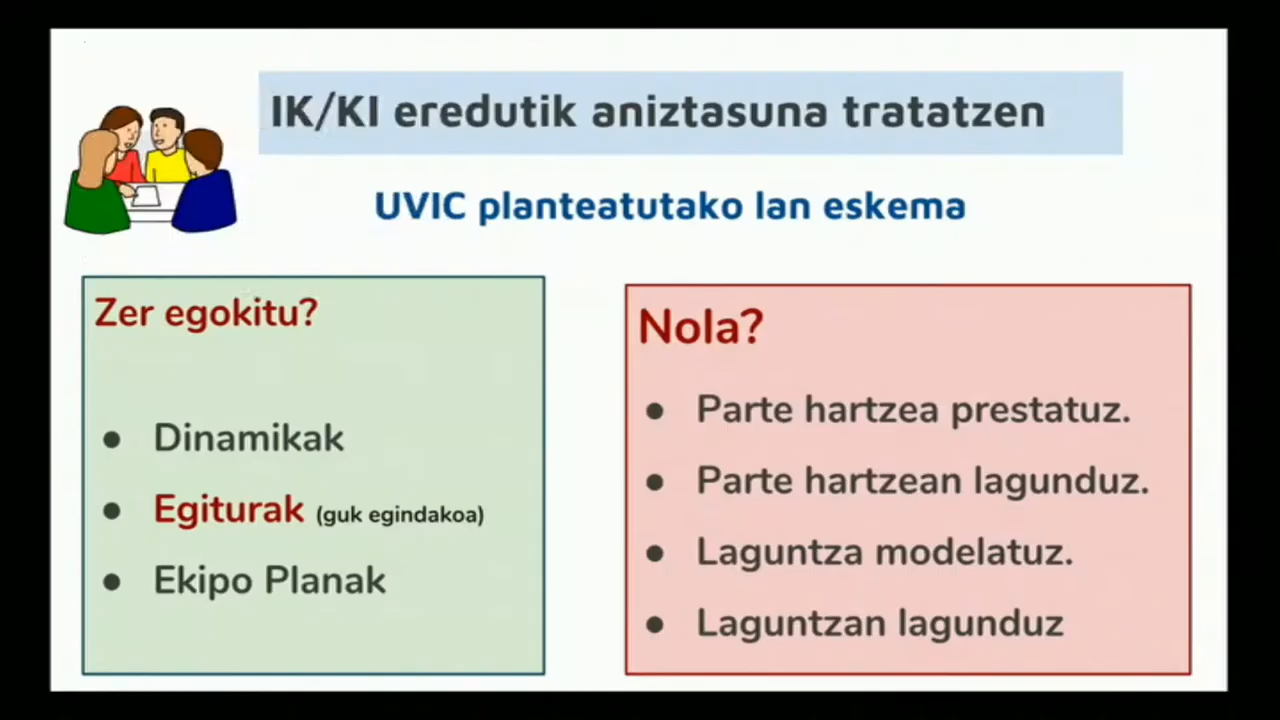 IK/KI eredutik aniztasuna tratatzen
UVIC planteatutako lan eskema
Zer egokitu?
● Dinamikak
● Egiturak (guk egindakoa)
● Ekipo Planak
Nola?
● Parte hartzea prestatuz.
● Parte hartzean lagunduz.
● Laguntza modelatuz.
● Laguntzan lagunduz